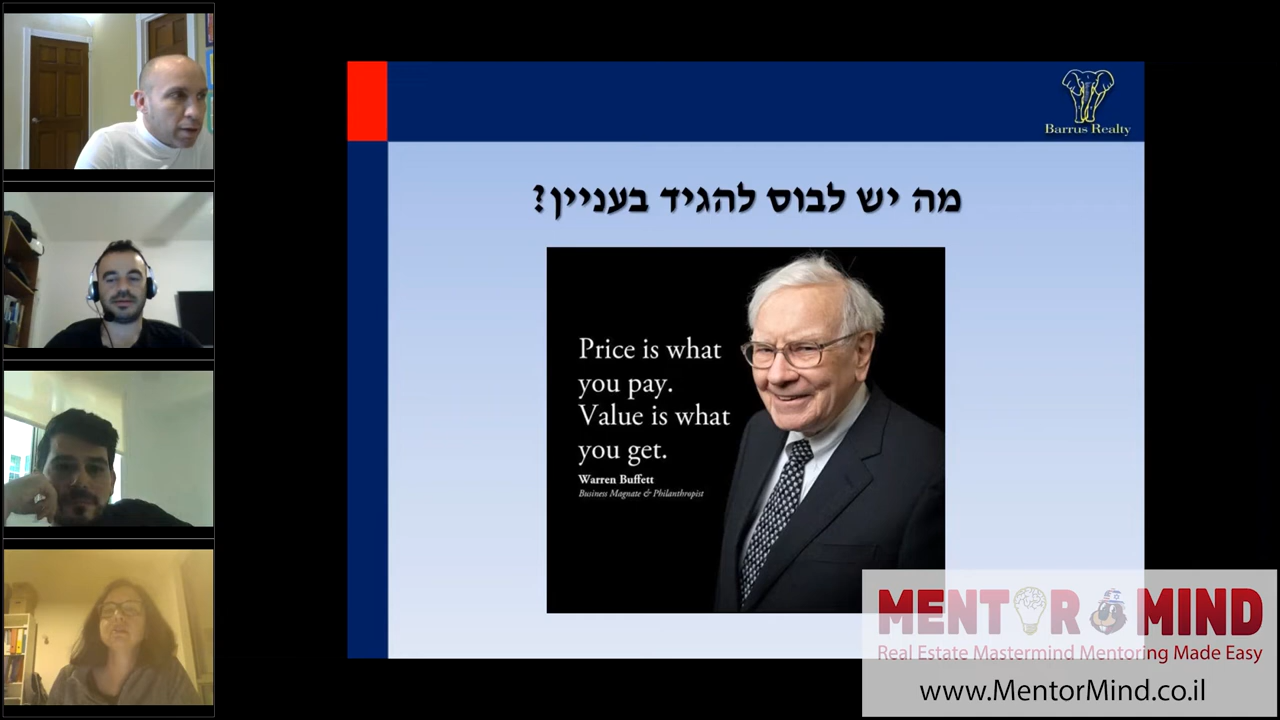 Barrus Realty
מה יש לבוס להגיד בעניין?
Price is what
you pay.
Value is what
you get.
Warren Buffett
Business Magnate & Philanthropist
MENTOR MIND
Real Estate Mastermind Mentoring Made Easy
www.MentorMind.co.il